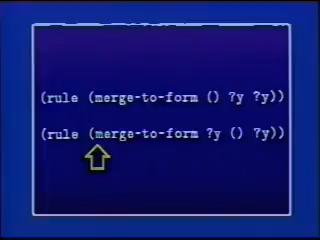 (rule (merge-to-form () ?y ?y))
(rule (merge-to-form ?y () ?y))